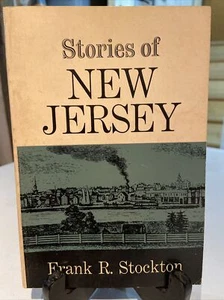 Stories of
NEW
JERSEY
Frank R. Stockton